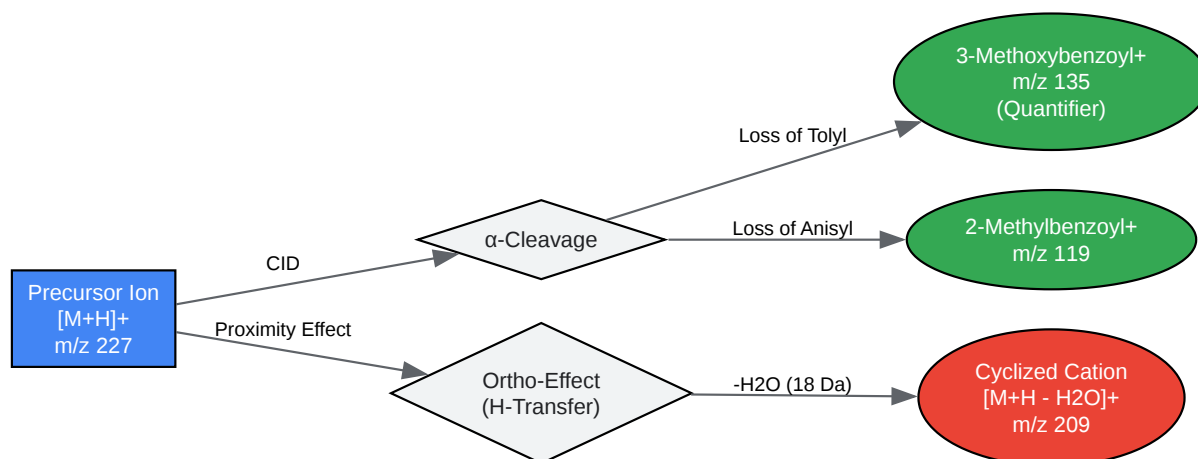 3-Methoxybenzoyl+
m/z 135
(Quantifier)
Loss of Tolyl
α-Cleavage
Loss of Anisyl
2-Methylbenzoyl+
m/z 119
CID
Precursor Ion
[M+H]+
m/z 227
Proximity Effect
Ortho-Effect
(H-Transfer)
-H2O (18 Da)
Cyclized Cation
[M+H - H2O]+
m/z 209